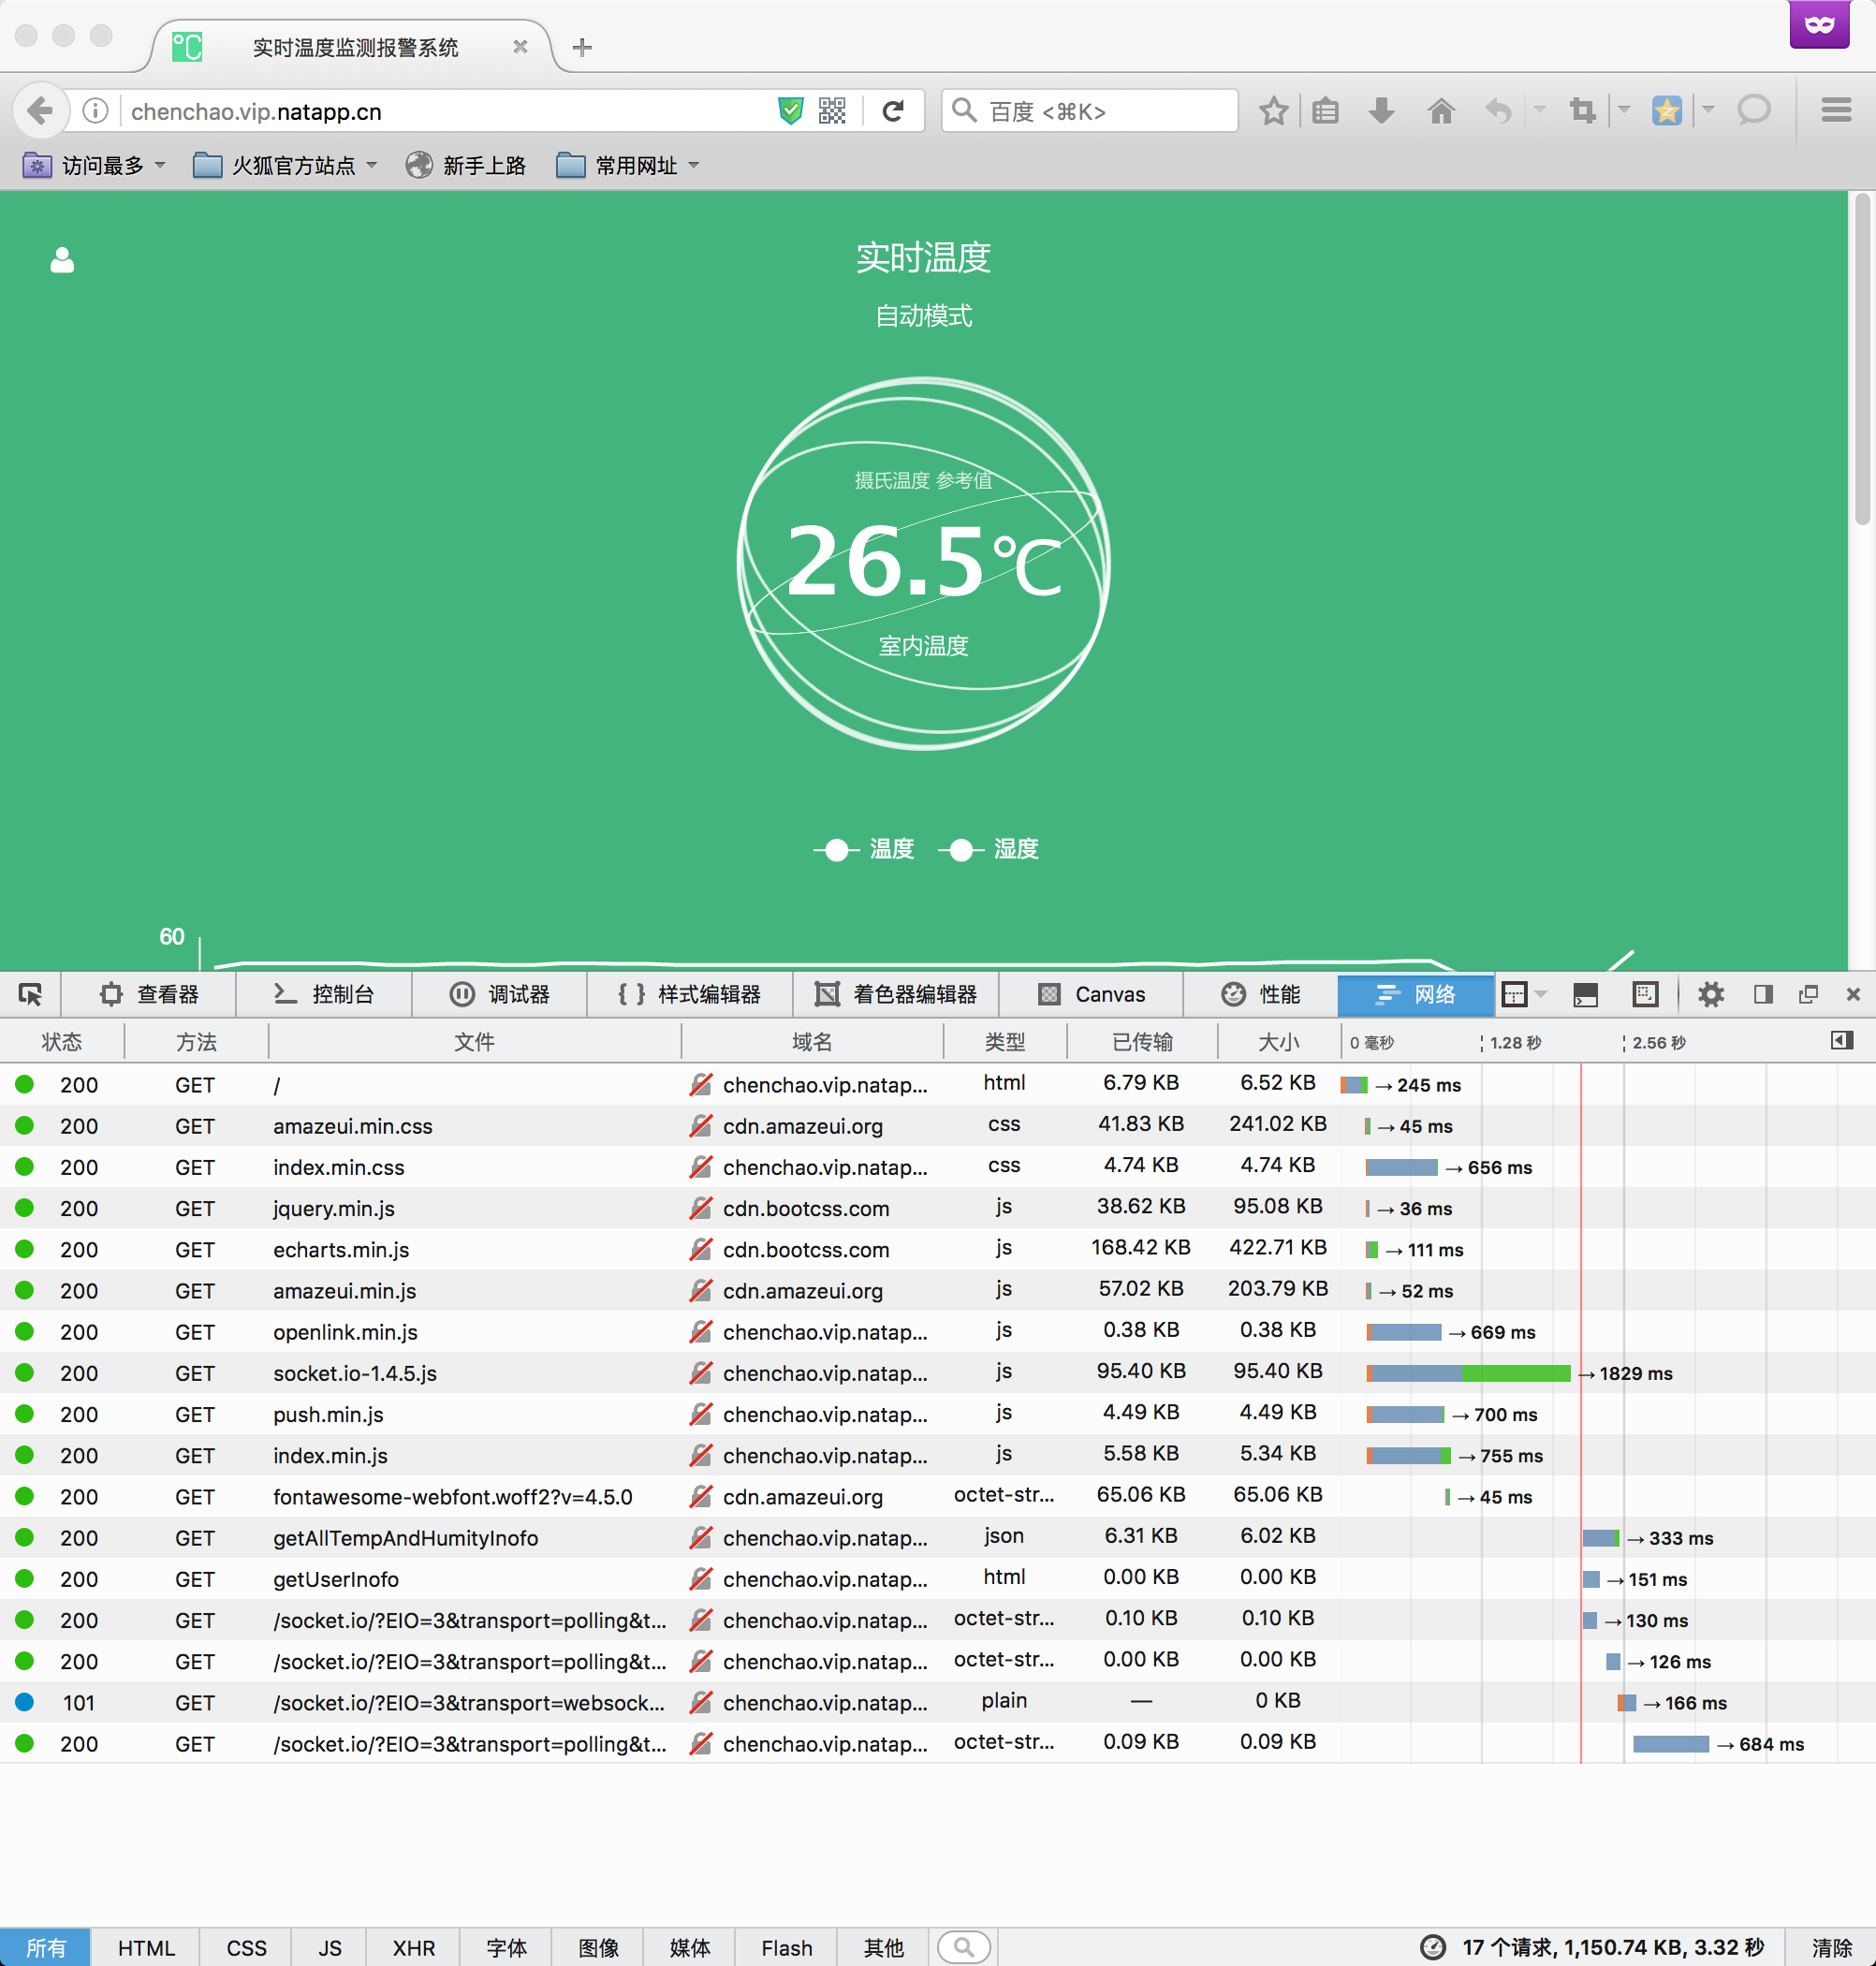 实时温度监测报警系统
chenchao.vip.natapp.cn
百度 <⌘K>
访问最多 火狐官方站点 新手上路 常用网址
实时温度
自动模式
摄氏温度 参考值
26.5℃
室内温度
温度 湿度
60
查看器 控制台 调试器 样式编辑器 着色器编辑器 Canvas 性能 网络
状态 方法 文件 域名 类型 已传输 大小 0 毫秒 1.28 秒 2.56 秒
200 GET / chenchao.vip.natap... html 6.79 KB 6.52 KB → 245 ms
200 GET amazeui.min.css cdn.amazeui.org css 41.83 KB 241.02 KB → 45 ms
200 GET index.min.css chenchao.vip.natap... css 4.74 KB 4.74 KB → 656 ms
200 GET jquery.min.js cdn.bootcss.com js 38.62 KB 95.08 KB → 36 ms
200 GET echarts.min.js cdn.bootcss.com js 168.42 KB 422.71 KB → 111 ms
200 GET amazeui.min.js cdn.amazeui.org js 57.02 KB 203.79 KB → 52 ms
200 GET openlink.min.js chenchao.vip.natap... js 0.38 KB 0.38 KB → 669 ms
200 GET socket.io-1.4.5.js chenchao.vip.natap... js 95.40 KB 95.40 KB → 1829 ms
200 GET push.min.js chenchao.vip.natap... js 4.49 KB 4.49 KB → 700 ms
200 GET index.min.js chenchao.vip.natap... js 5.58 KB 5.34 KB → 755 ms
200 GET fontawesome-webfont.woff2?v=4.5.0 cdn.amazeui.org octet-str... 65.06 KB 65.06 KB → 45 ms
200 GET getAllTempAndHumityInofo chenchao.vip.natap... json 6.31 KB 6.02 KB → 333 ms
200 GET getUserInofo chenchao.vip.natap... html 0.00 KB 0.00 KB → 151 ms
200 GET /socket.io/?EIO=3&transport=polling&t... chenchao.vip.natap... octet-str... 0.10 KB 0.10 KB → 130 ms
200 GET /socket.io/?EIO=3&transport=polling&t... chenchao.vip.natap... octet-str... 0.00 KB 0.00 KB → 126 ms
101 GET /socket.io/?EIO=3&transport=websock... chenchao.vip.natap... plain — 0 KB → 166 ms
200 GET /socket.io/?EIO=3&transport=polling&t... chenchao.vip.natap... octet-str... 0.09 KB 0.09 KB → 684 ms
所有 HTML CSS JS XHR 字体 图像 媒体 Flash 其他 17 个请求, 1,150.74 KB, 3.32 秒 清除